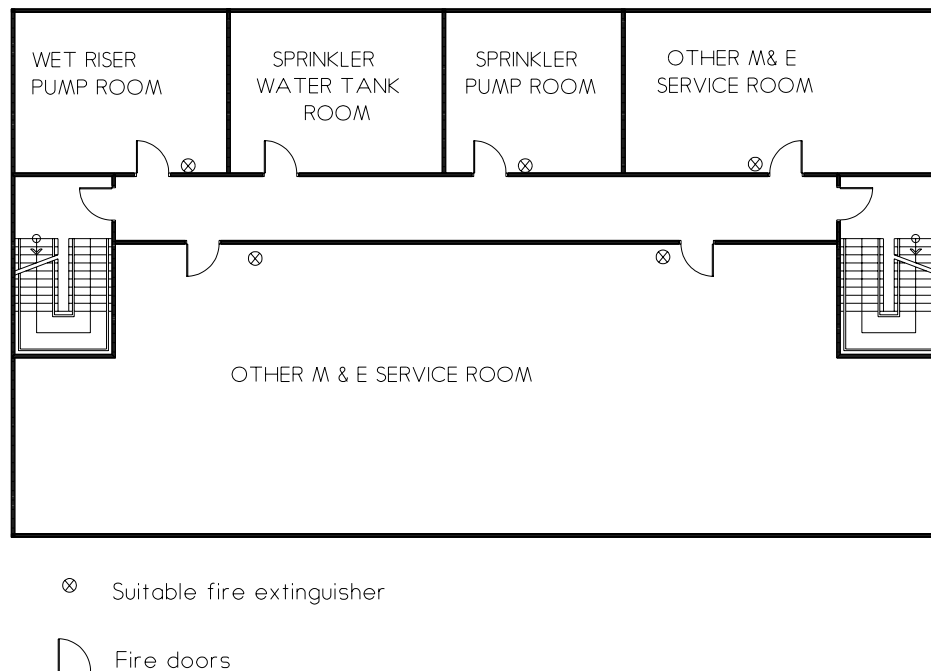 WET RISER
PUMP ROOM
SPRINKLER
WATER TANK
ROOM
SPRINKLER
PUMP ROOM
OTHER M& E
SERVICE ROOM
OTHER M & E SERVICE ROOM
Suitable fire extinguisher
Fire doors